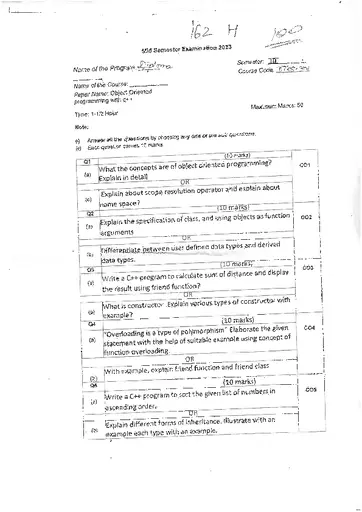 162 H
End Semester Examination 2023
Name of the Program: Diploma
Semester: III
Course Code:
Name of the Course:
Paper Name: Object Oriented
programming with C++
Maximum Marks: 50
Time: 1-1/2 Hour
Note:
(i) Answer all the questions by choosing any one of the sub questions.
(ii) Each question carries 10 marks
Q1 (10 marks)
(a) What the concepts are of object oriented programming? Explain in detail CO1
OR
Explain about scope resolution operator and explain about name space?
Q2 (10 marks)
(a) Explain the specification of class, and using objects as function arguments CO2
OR
Differentiate between user defined data types and derived data types.
Q3 (10 marks)
(a) Write a C++ program to calculate sum of distance and display the result using friend function? CO3
OR
What is constructor. Explain various types of constructor with example?
Q4 (10 marks)
(a) "Overloading is a type of polymorphism" Elaborate the given statement with the help of suitable example using concept of function overloading. CO4
OR
With example, explain friend function and friend class
Q5 (10 marks)
Write a C++ program to sort the given list of numbers in ascending order. CO5
OR
Explain different forms of inheritance. Illustrate with an example each type with an example.